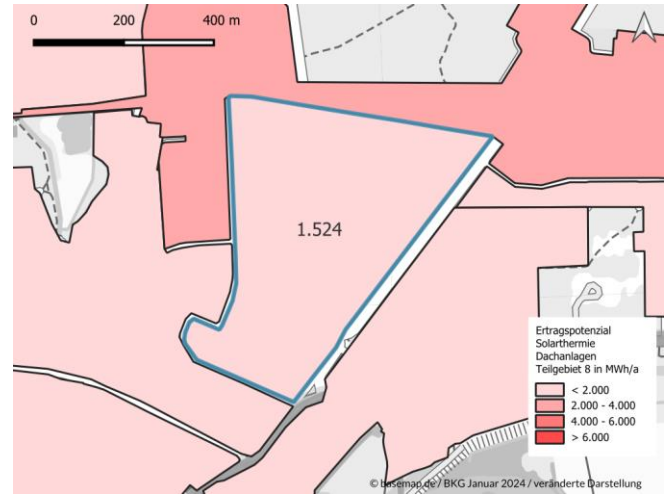 0 200 400 m
1.524
Ertragspotenzial
Solarthermie
Dachanlagen
Teilgebiet 8 in MWh/a
< 2.000
2.000 - 4.000
4.000 - 6.000
> 6.000
© basemap.de / BKG Januar 2024 / veränderte Darstellung